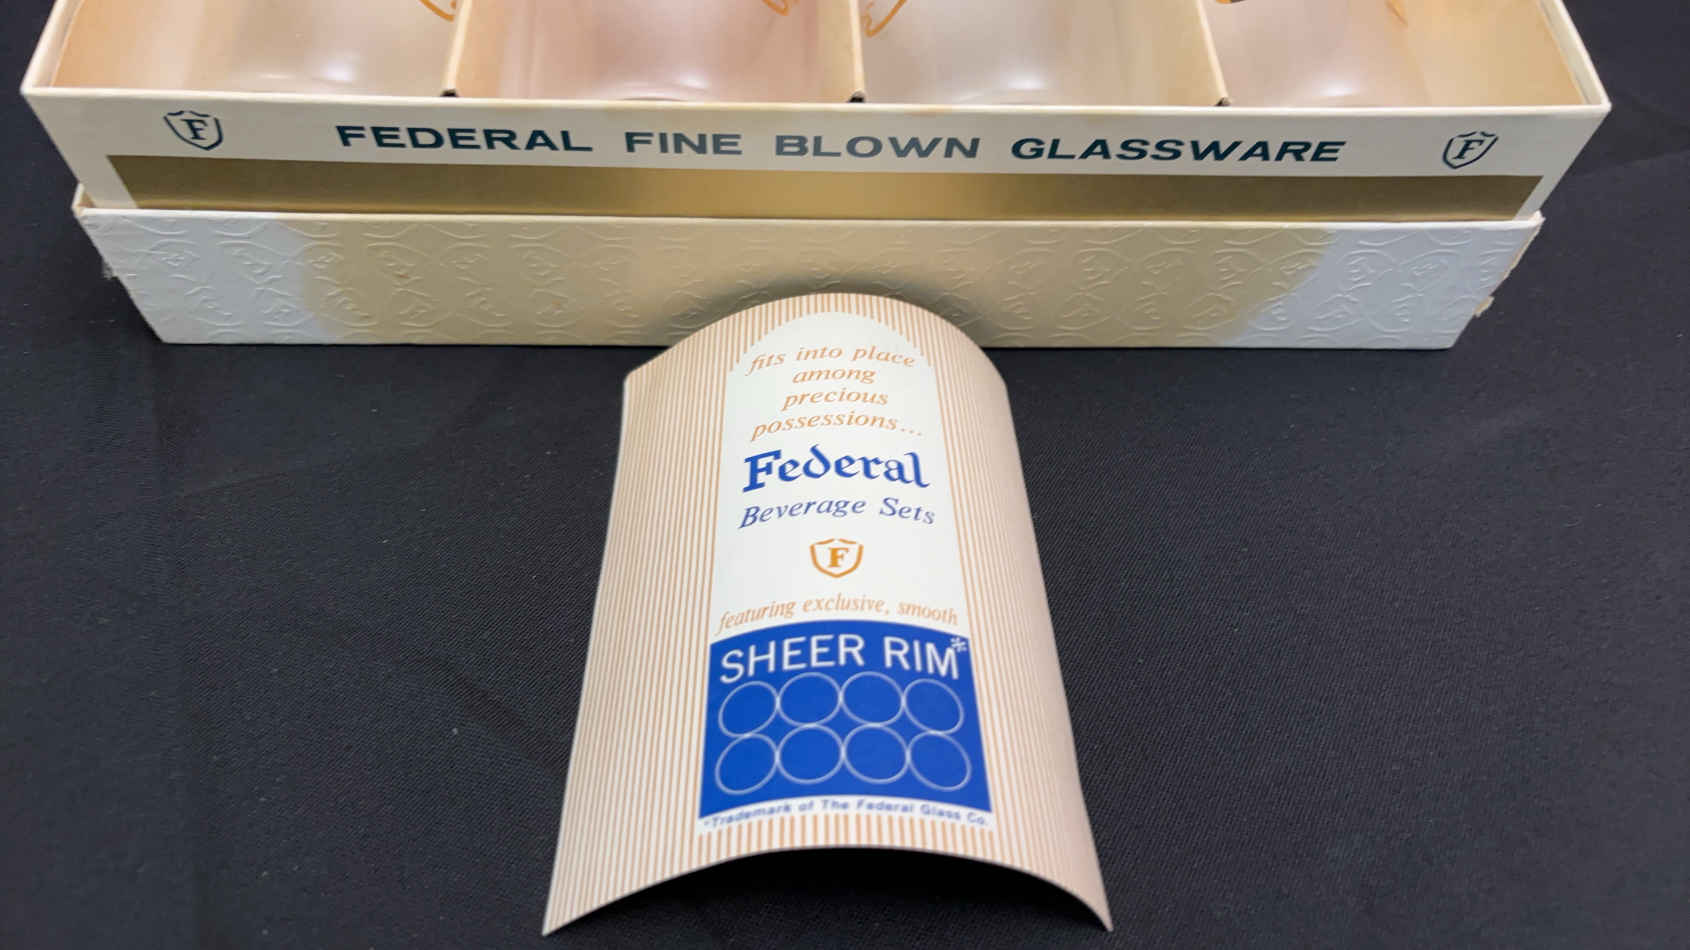 F FEDERAL FINE BLOWN GLASSWARE F
fits into place
among
precious
possessions...
Federal
Beverage Sets
F
featuring exclusive, smooth
SHEER RIM*
*Trademark of The Federal Glass Co.